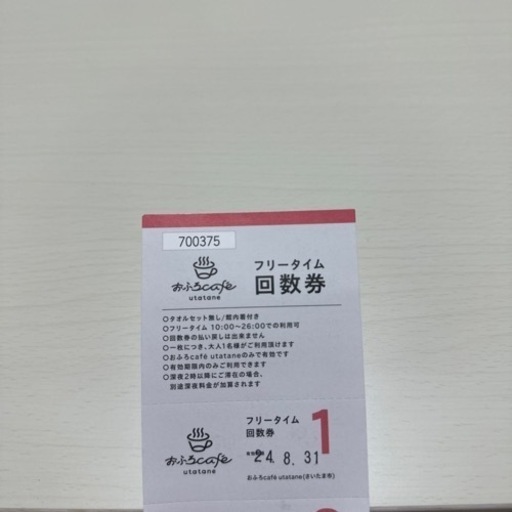 700375
おふろcafé
utatane
フリータイム
回数券
○タオルセット無し/館内着付き
○フリータイム 10:00~26:00での利用可
○回数券の払い戻しは出来ません
○一枚につき、大人1名様がご利用頂けます
○おふろcafé utataneのみで有効です
○有効期限内のみご利用できます
○深夜2時以降にご滞在の場合、
別途深夜料金が加算されます
おふろcafé
utatane
フリータイム
回数券
1
24. 8. 31
おふろcafé utatane(さいたま市)